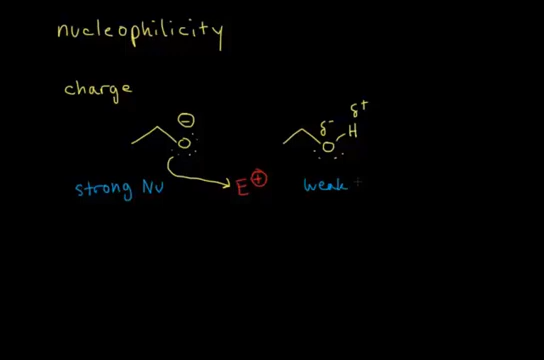 nucleophilicity
charge
⊖ δ- δ+
O O H
strong Nu E⊕ weak